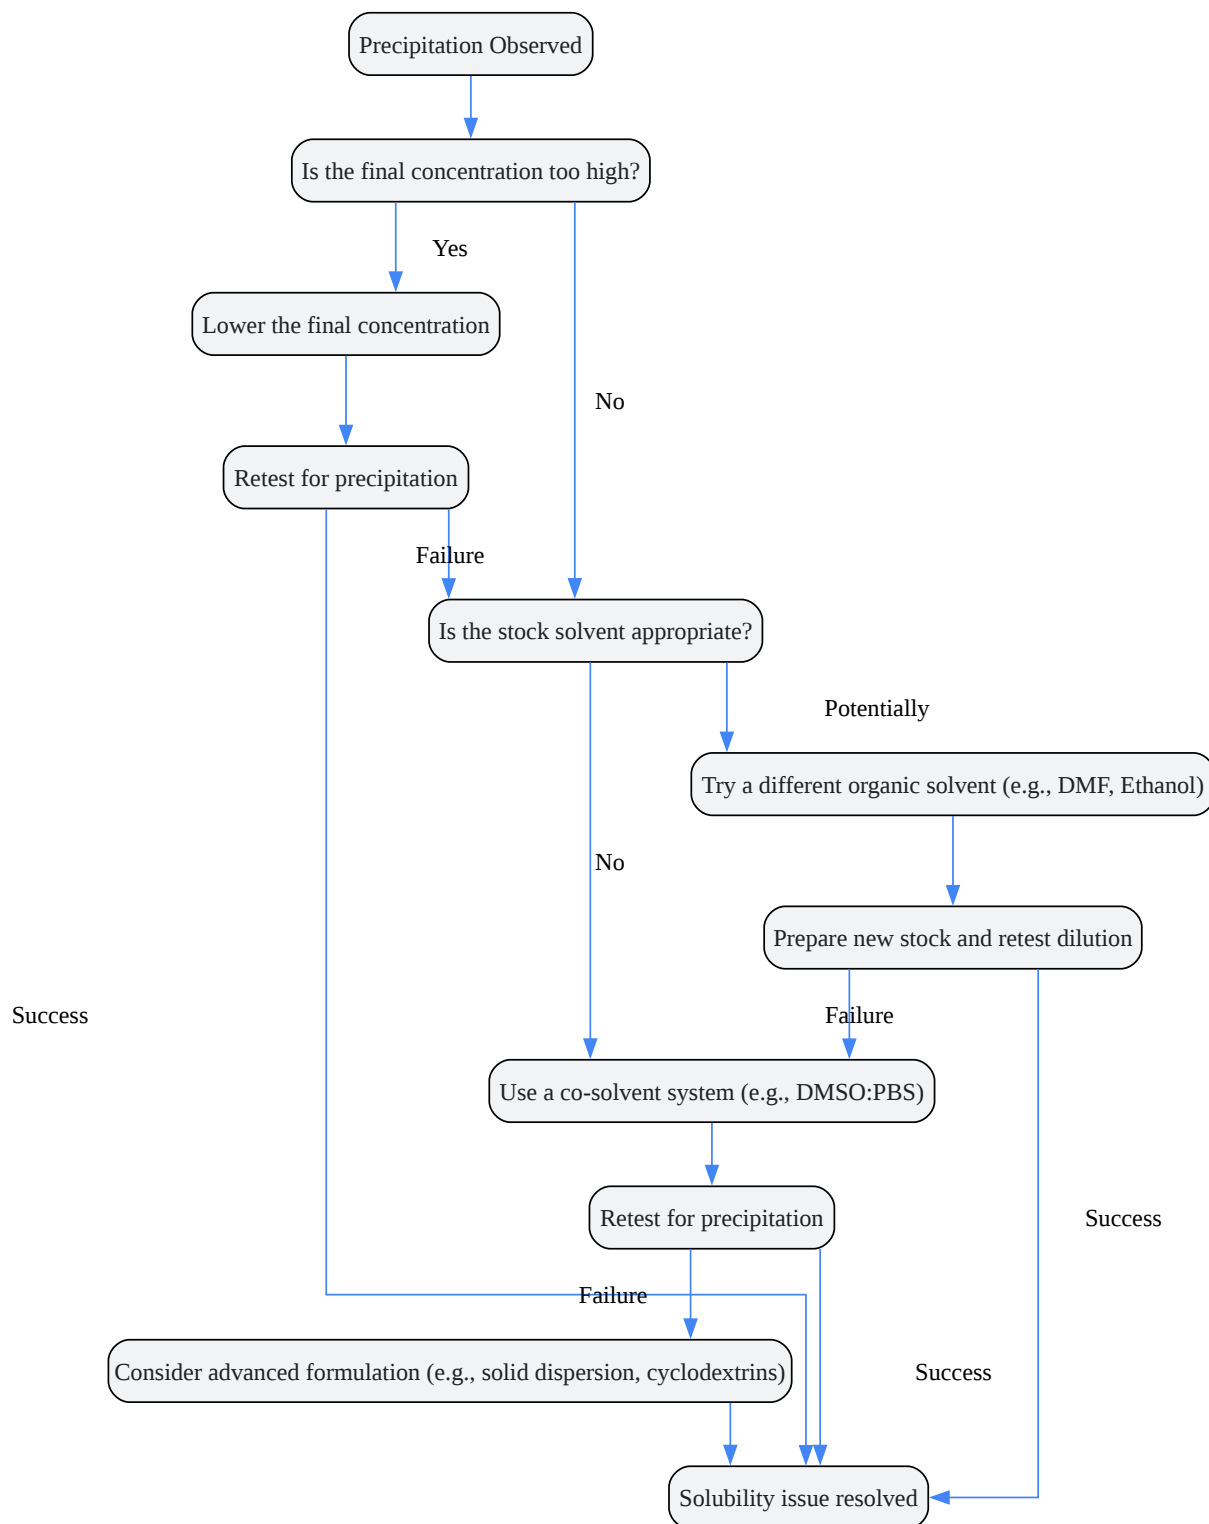 Precipitation Observed
Is the final concentration too high?
Yes
Lower the final concentration
No
Retest for precipitation
Failure
Is the stock solvent appropriate?
Potentially
Try a different organic solvent (e.g., DMF, Ethanol)
No
Prepare new stock and retest dilution
Success
Failure
Use a co-solvent system (e.g., DMSO:PBS)
Retest for precipitation
Success
Failure
Consider advanced formulation (e.g., solid dispersion, cyclodextrins)
Success
Solubility issue resolved